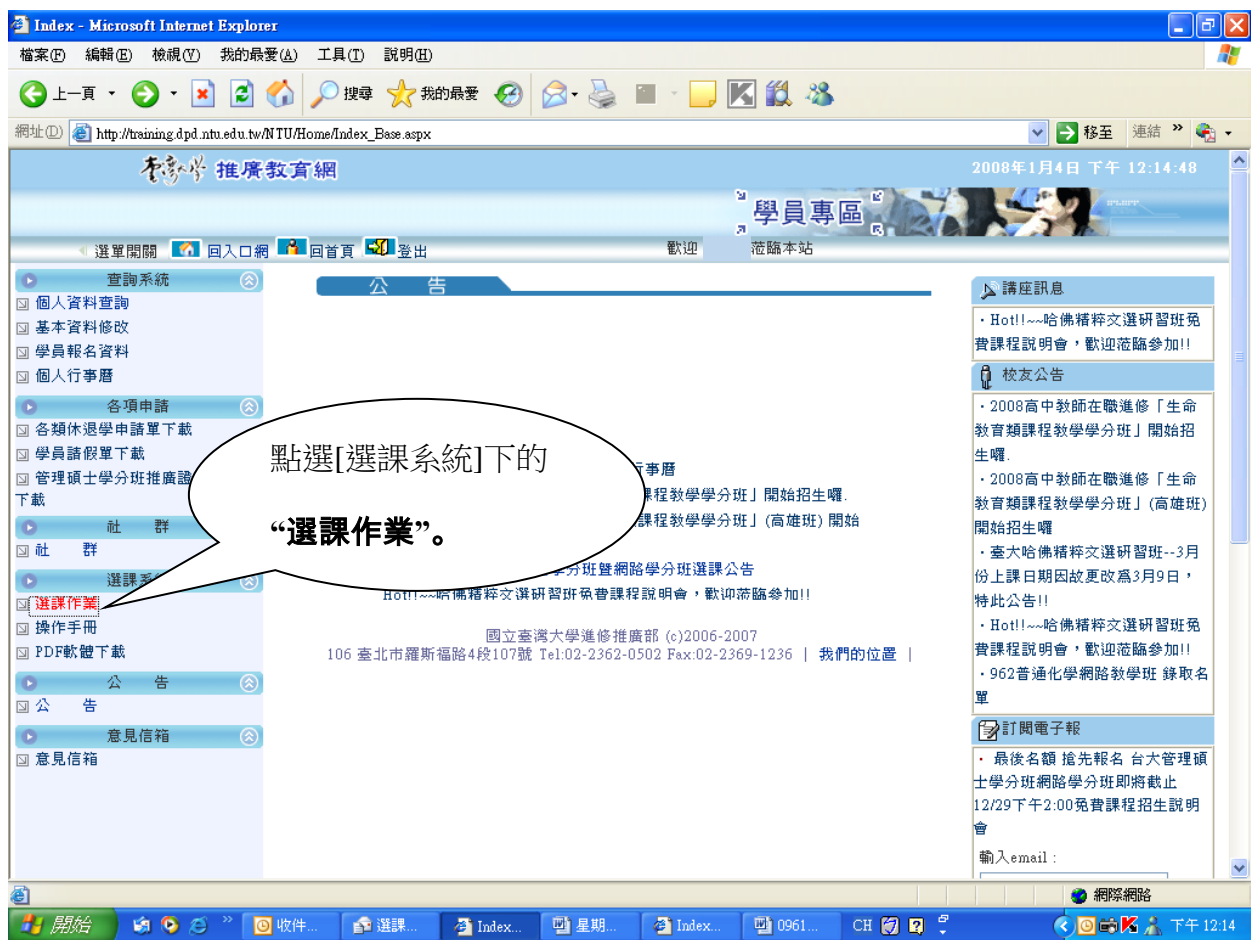 Index - Microsoft Internet Explorer
檔案(F) 編輯(E) 檢視(V) 我的最愛(A) 工具(T) 說明(H)
上一頁 搜尋 我的最愛
網址(D) http://training.dpd.ntu.edu.tw/NTU/Home/Index_Base.aspx 移至 連結 »
推廣教育網
2008年1月4日 下午 12:14:48
學員專區
選單開關 回入口網 回首頁 登出 歡迎 蒞臨本站
查詢系統
個人資料查詢
基本資料修改
學員報名資料
個人行事曆
各項申請
各類休退學申請單下載
學員請假單下載
管理碩士學分班推廣證
下載
社 群
社 群
選課系
選課作業
操作手冊
PDF軟體下載
公 告
公 告
意見信箱
意見信箱
公 告
點選[選課系統]下的
“選課作業”。
行事曆
課程教學學分班」開始招生囉.
課程教學學分班」(高雄班) 開始
學分班暨網路學分班選課公告
Hot!!~~哈佛精粹交選研習班免費課程說明會，歡迎蒞臨參加!!
國立臺灣大學進修推廣部 (c)2006-2007
106 臺北市羅斯福路4段107號 Tel:02-2362-0502 Fax:02-2369-1236 | 我們的位置 |
講座訊息
‧Hot!!~~哈佛精粹交選研習班免
費課程說明會，歡迎蒞臨參加!!
校友公告
‧2008高中教師在職進修「生命
教育類課程教學學分班」開始招
生囉.
‧2008高中教師在職進修「生命
教育類課程教學學分班」(高雄班)
開始招生囉
‧臺大哈佛精粹交選研習班--3月
份上課日期因故更改為3月9日，
特此公告!!
‧Hot!!~~哈佛精粹交選研習班免
費課程說明會，歡迎蒞臨參加!!
‧962普通化學網路教學班 錄取名
單
訂閱電子報
‧ 最後名額 搶先報名 台大管理碩
士學分班網路學分班即將截止
12/29下午2:00免費課程招生說明
會
輸入email :
網際網路
開始 » 收件... 選課... Index... 星期... Index... 0961... CH 下午 12:14